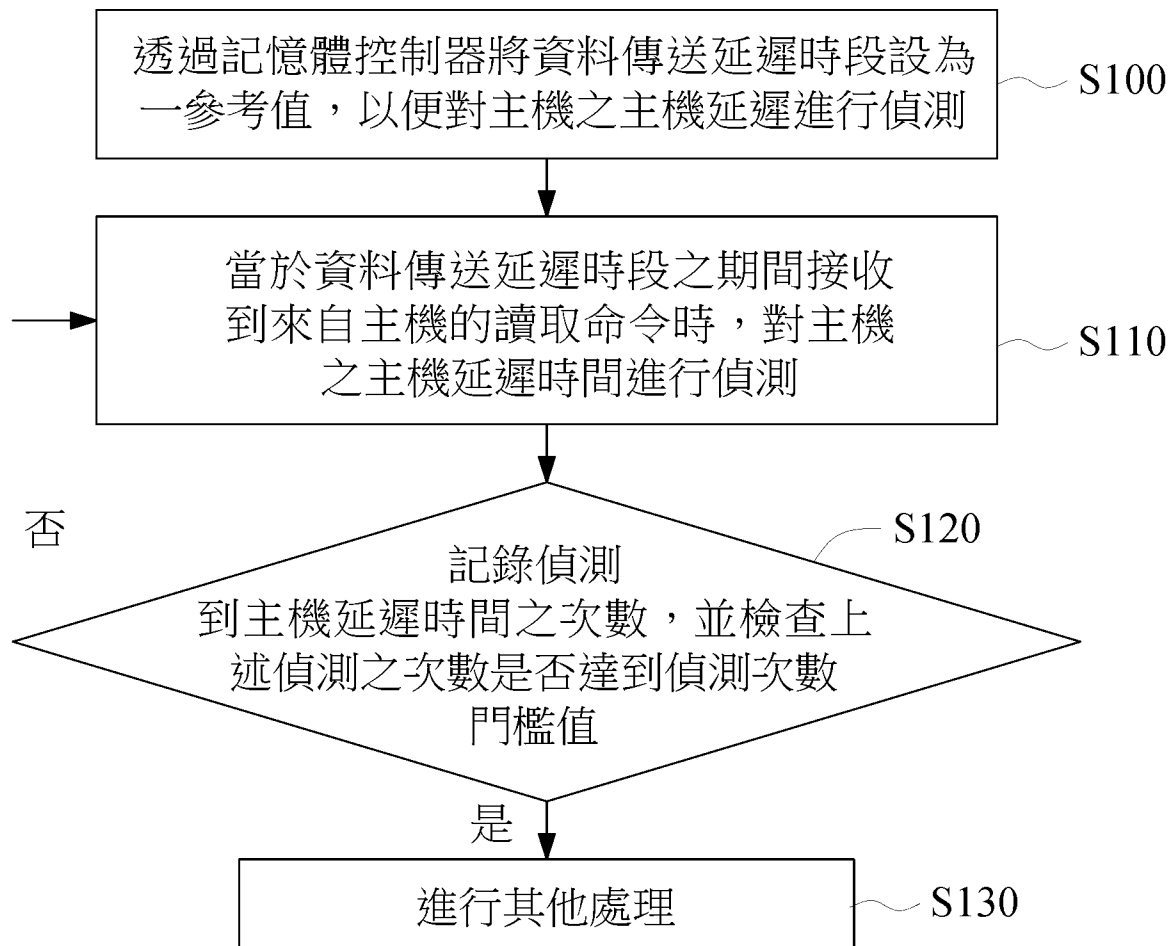 透過記憶體控制器將資料傳送延遲時段設為
一參考值，以便對主機之主機延遲進行偵測
S100
當於資料傳送延遲時段之期間接收
到來自主機的讀取命令時，對主機
之主機延遲時間進行偵測
S110
否
S120
記錄偵測
到主機延遲時間之次數，並檢查上
述偵測之次數是否達到偵測次數
門檻值
是
進行其他處理
S130